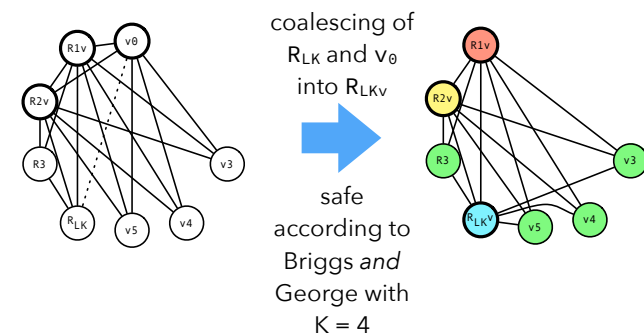 R1v
v0
R2v
R3
v3
RLK
v5
v4
coalescing of
RLK and v₀
into RLKv
safe
according to
Briggs and
George with
K = 4
R1v
R2v
R3
v3
RLKv
v5
v4